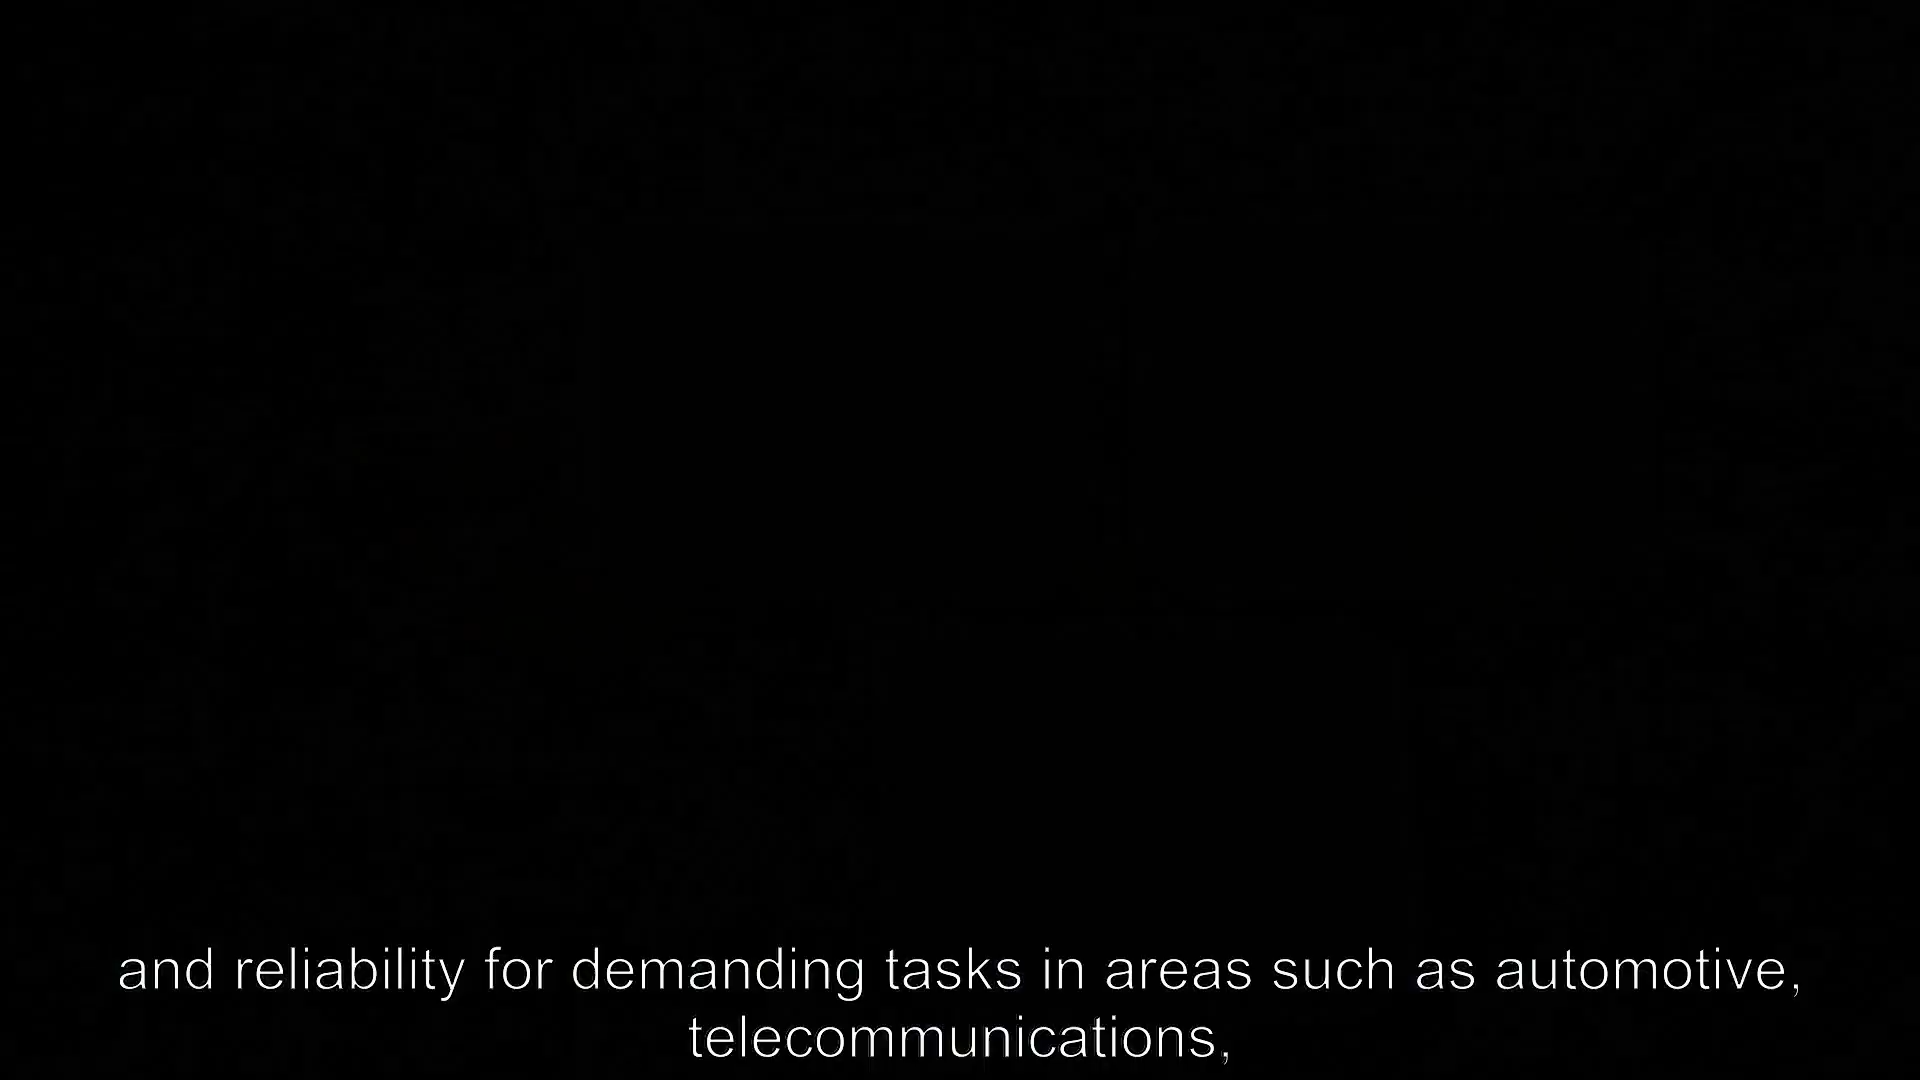 and reliability for demanding tasks in areas such as automotive,
telecommunications,